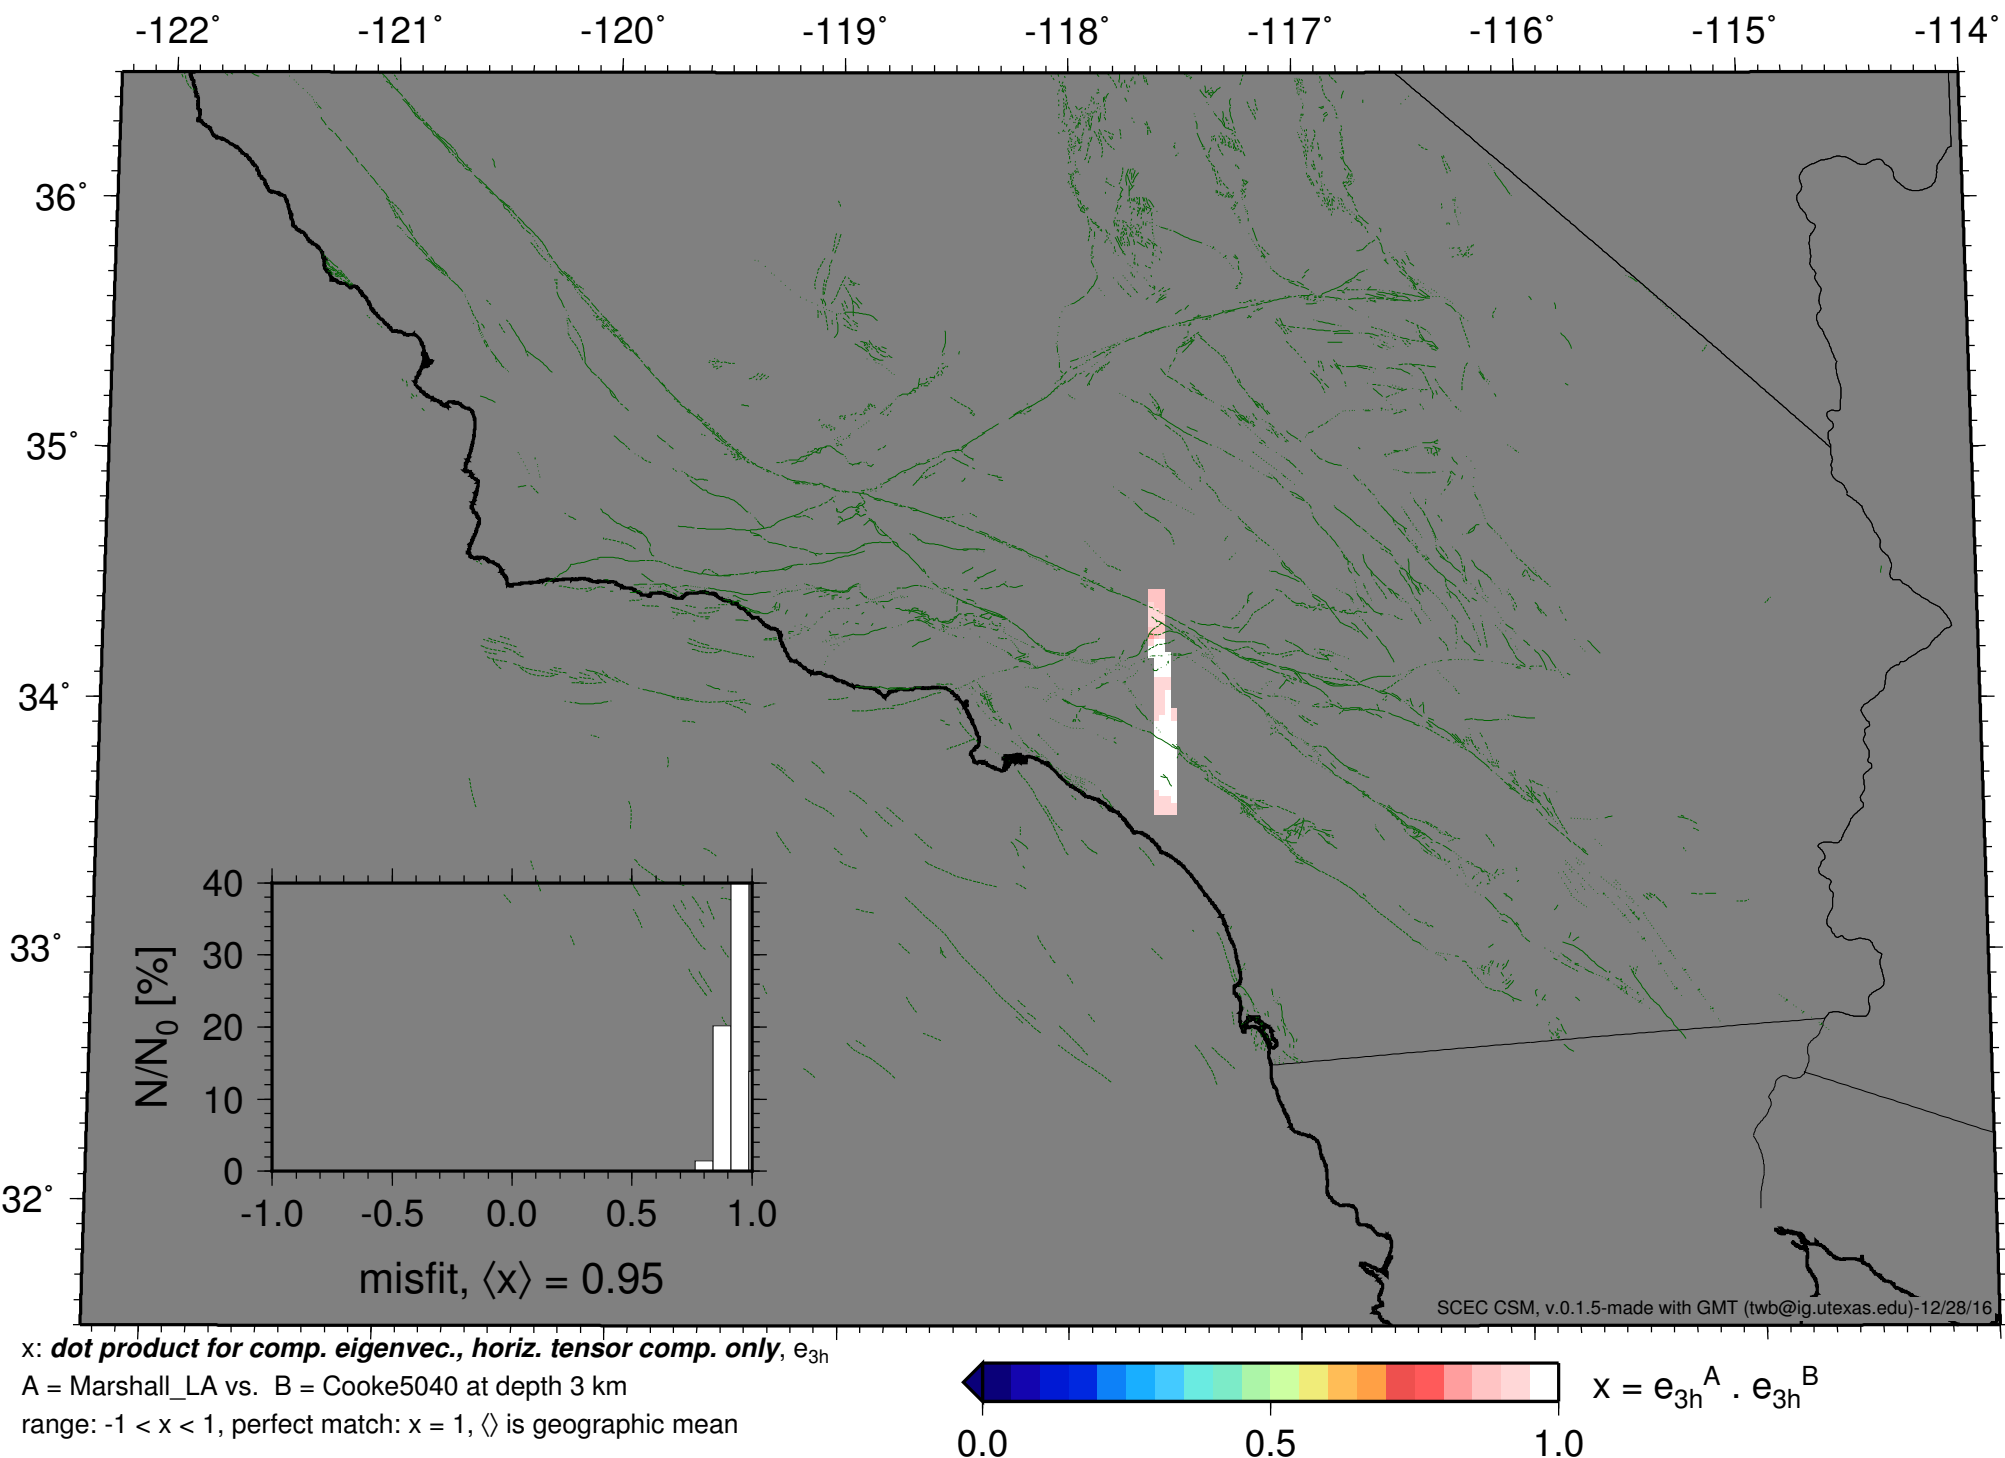 -122˚ -121˚ -120˚ -119˚ -118˚ -117˚ -116˚ -115˚ -114˚
36˚
35˚
34˚
33˚
32˚
40
30
20
10
0
N/N0 [%]
-1.0 -0.5 0.0 0.5 1.0
misfit, ⟨x⟩ = 0.95
SCEC CSM, v.0.1.5-made with GMT (twb@ig.utexas.edu)-12/28/16
x: dot product for comp. eigenvec., horiz. tensor comp. only, e3h
A = Marshall_LA vs. B = Cooke5040 at depth 3 km
range: -1 < x < 1, perfect match: x = 1, ⟨⟩ is geographic mean
x = e3h^A . e3h^B
0.0 0.5 1.0